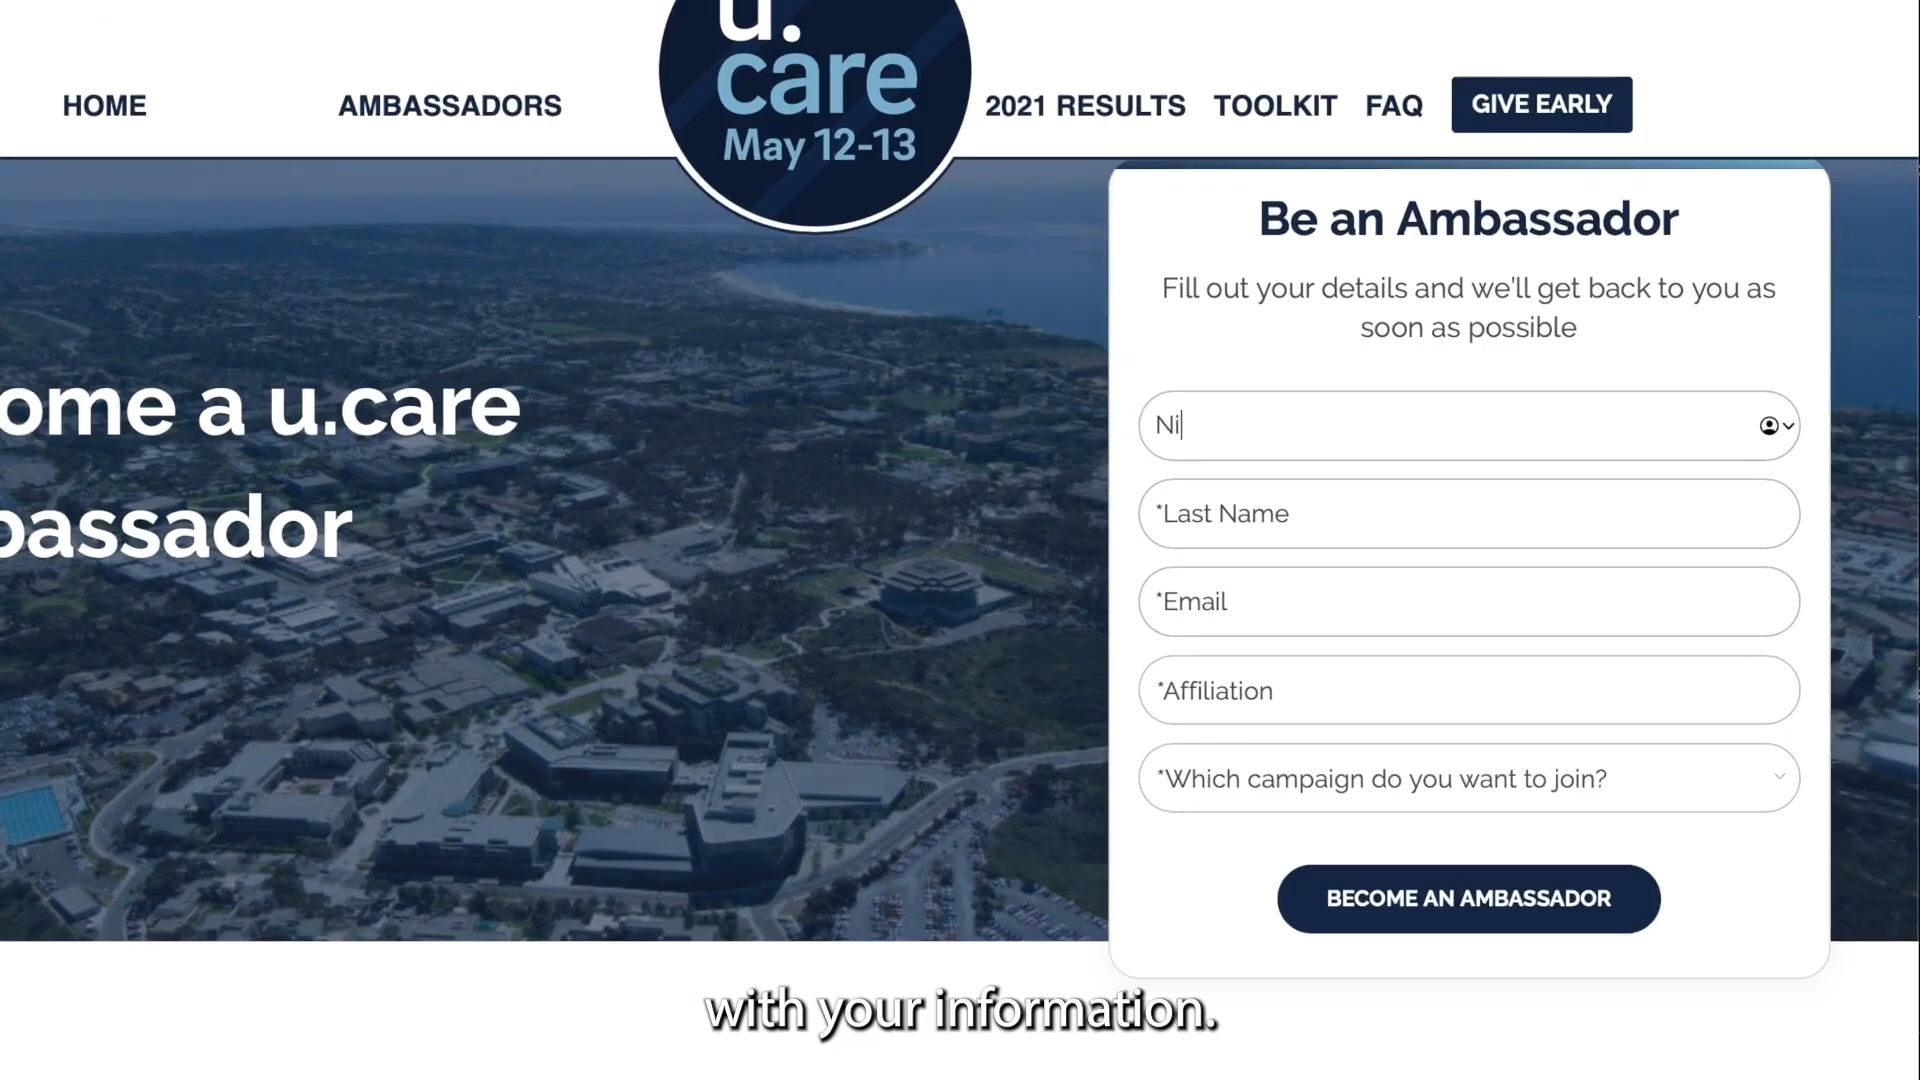 u.
care
May 12-13
HOME
AMBASSADORS
2021 RESULTS
TOOLKIT
FAQ
GIVE EARLY
ome a u.care
bassador
Be an Ambassador
Fill out your details and we'll get back to you as
soon as possible
Ni
*Last Name
*Email
*Affiliation
*Which campaign do you want to join?
BECOME AN AMBASSADOR
with your information.